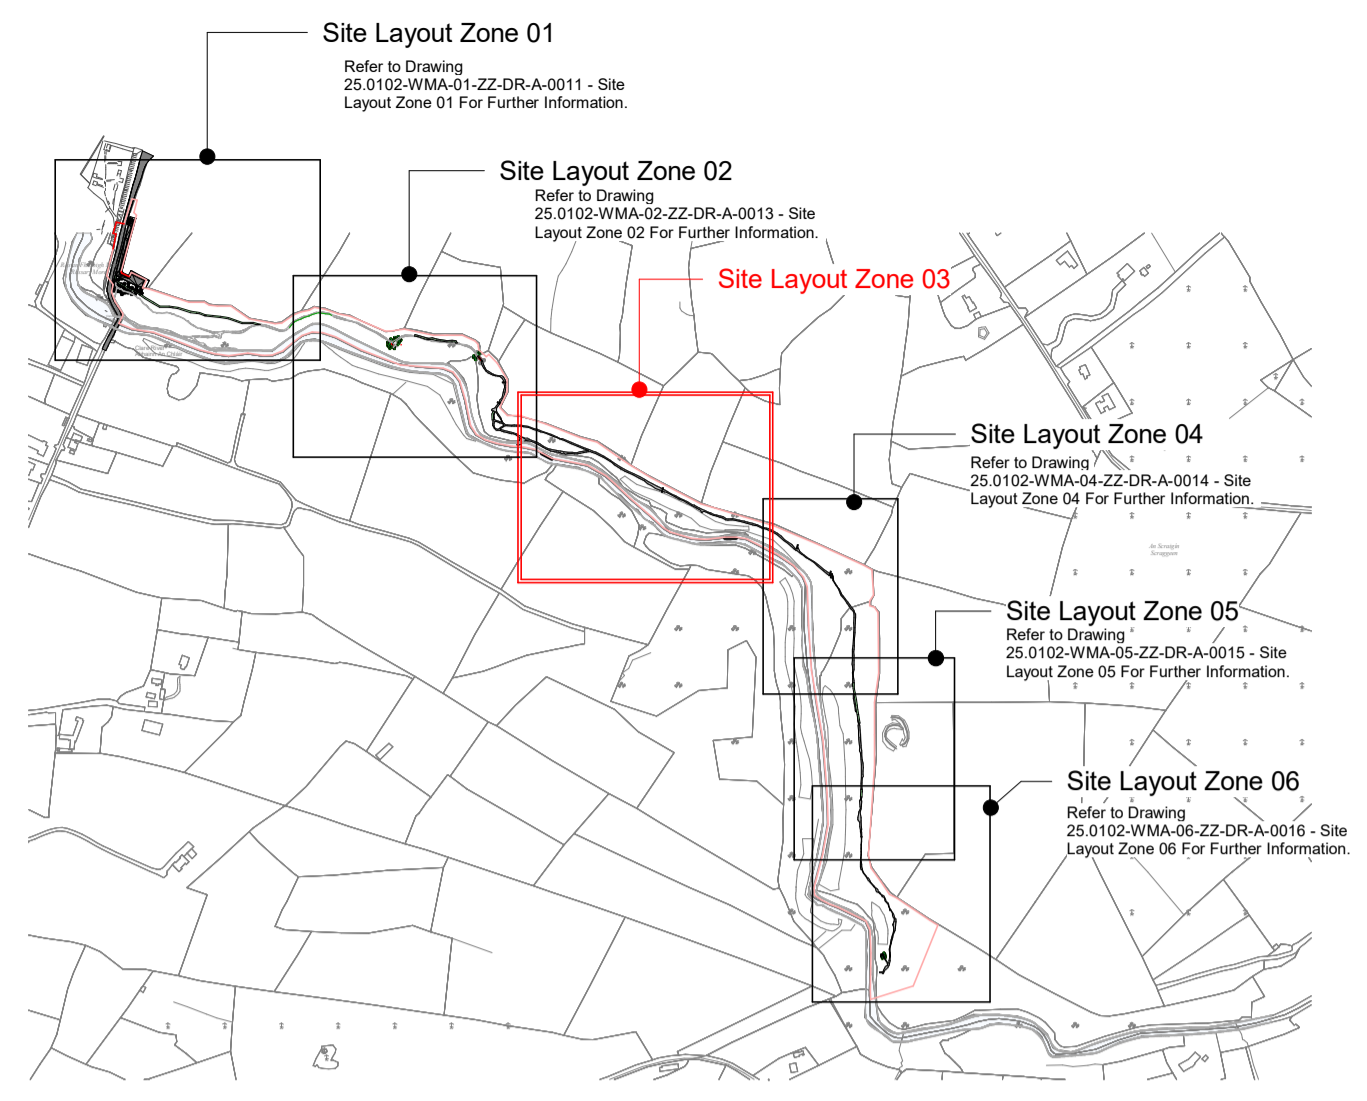 Site Layout Zone 01
Refer to Drawing
25.0102-WMA-01-ZZ-DR-A-0011 - Site
Layout Zone 01 For Further Information.
Site Layout Zone 02
Refer to Drawing
25.0102-WMA-02-ZZ-DR-A-0013 - Site
Layout Zone 02 For Further Information.
Site Layout Zone 03
Site Layout Zone 04
Refer to Drawing
25.0102-WMA-04-ZZ-DR-A-0014 - Site
Layout Zone 04 For Further Information.
An Scraigín
Scraggeen
Site Layout Zone 05
Refer to Drawing
25.0102-WMA-05-ZZ-DR-A-0015 - Site
Layout Zone 05 For Further Information.
Site Layout Zone 06
Refer to Drawing
25.0102-WMA-06-ZZ-DR-A-0016 - Site
Layout Zone 06 For Further Information.